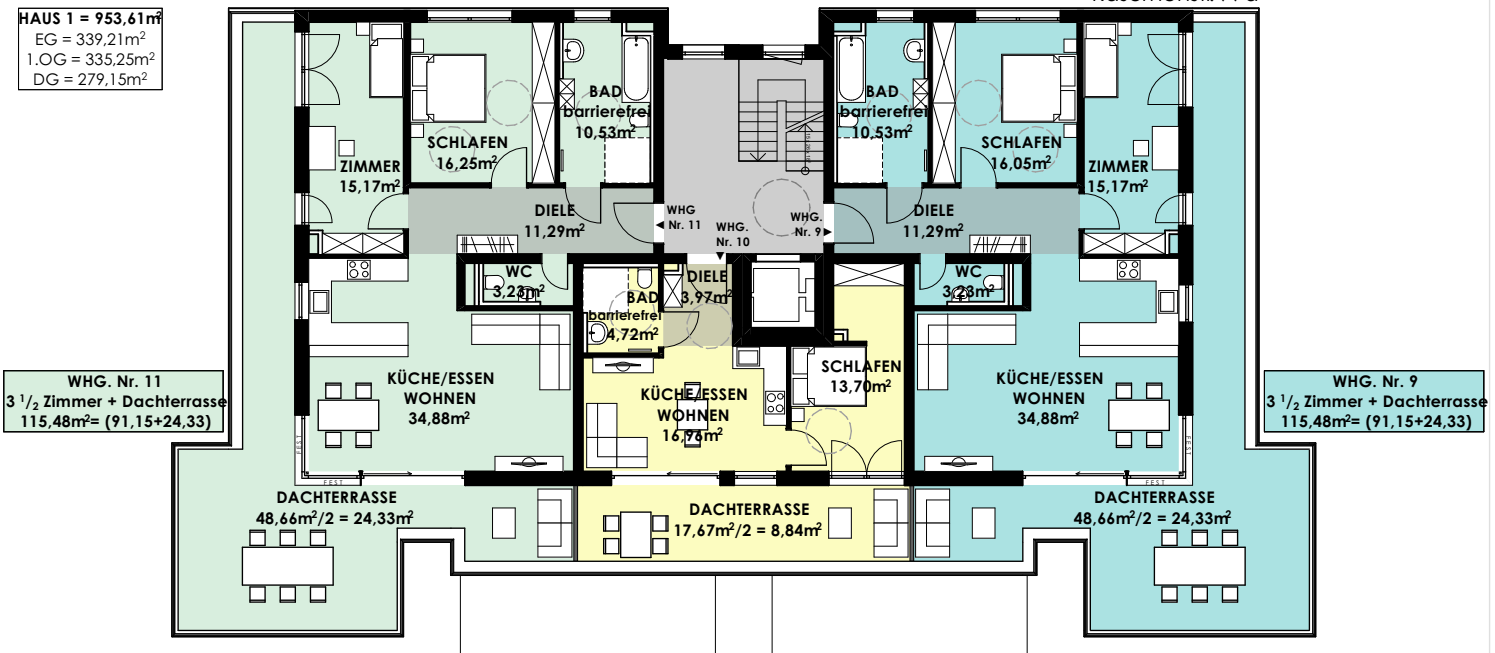 HAUS 1 = 953,61m²
EG = 339,21m²
1.OG = 335,25m²
DG = 279,15m²
BAD
barrierefrei
10,53m²
SCHLAFEN
16,25m²
ZIMMER
15,17m²
DIELE
11,29m²
WHG
Nr. 11
WHG.
Nr. 10
WHG.
Nr. 9
BAD
barrierefrei
10,53m²
SCHLAFEN
16,05m²
ZIMMER
15,17m²
DIELE
11,29m²
WC
3,23m²
BAD
barrierefrei
4,72m²
DIELE
3,97m²
WC
3,23m²
KÜCHE/ESSEN
WOHNEN
34,88m²
KÜCHE/ESSEN
WOHNEN
16,96m²
SCHLAFEN
13,70m²
KÜCHE/ESSEN
WOHNEN
34,88m²
WHG. Nr. 11
3 1/2 Zimmer + Dachterrasse
115,48m²= (91,15+24,33)
WHG. Nr. 9
3 1/2 Zimmer + Dachterrasse
115,48m²= (91,15+24,33)
FEST
FEST
FEST
FEST
DACHTERRASSE
48,66m²/2 = 24,33m²
DACHTERRASSE
17,67m²/2 = 8,84m²
DACHTERRASSE
48,66m²/2 = 24,33m²